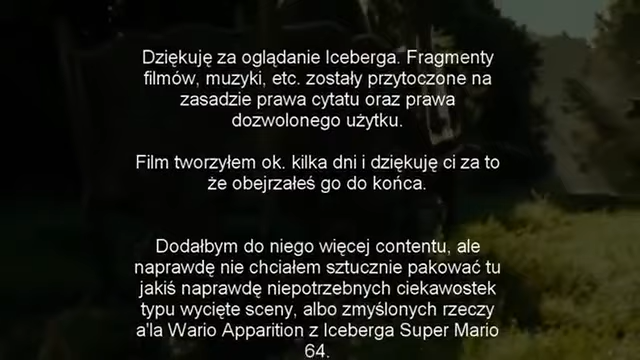 Dziękuję za oglądanie Iceberga. Fragmenty
filmów, muzyki, etc. zostały przytoczone na
zasadzie prawa cytatu oraz prawa
dozwolonego użytku.
Film tworzyłem ok. kilka dni i dziękuję ci za to
że obejrzałeś go do końca.
Dodałbym do niego więcej contentu, ale
naprawdę nie chciałem sztucznie pakować tu
jakiś naprawdę niepotrzebnych ciekawostek
typu wycięte sceny, albo zmyślonych rzeczy
a'la Wario Apparition z Iceberga Super Mario
64.